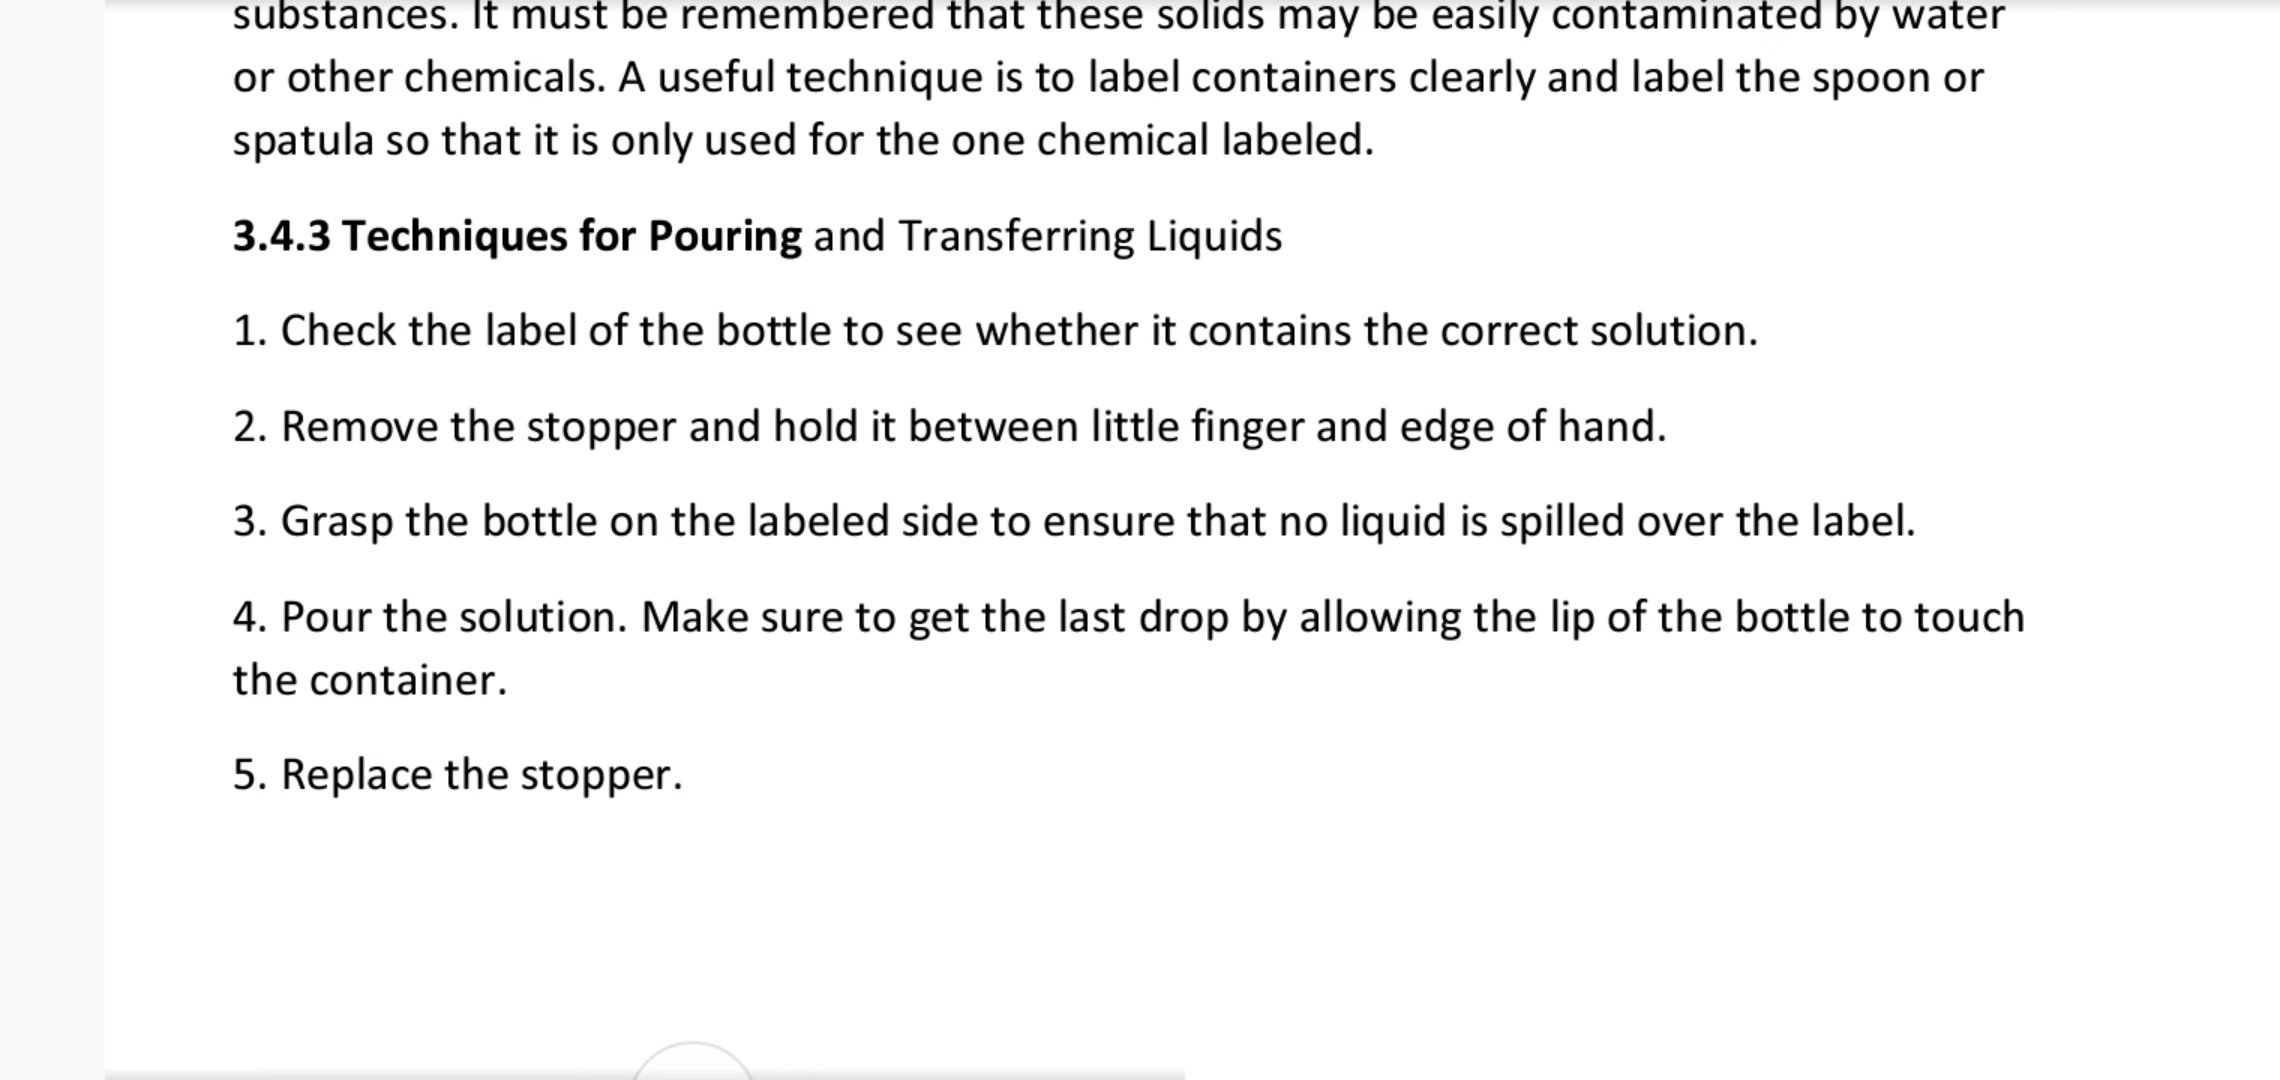 substances. It must be remembered that these solids may be easily contaminated by water
or other chemicals. A useful technique is to label containers clearly and label the spoon or
spatula so that it is only used for the one chemical labeled.
3.4.3 Techniques for Pouring and Transferring Liquids
1. Check the label of the bottle to see whether it contains the correct solution.
2. Remove the stopper and hold it between little finger and edge of hand.
3. Grasp the bottle on the labeled side to ensure that no liquid is spilled over the label.
4. Pour the solution. Make sure to get the last drop by allowing the lip of the bottle to touch
the container.
5. Replace the stopper.